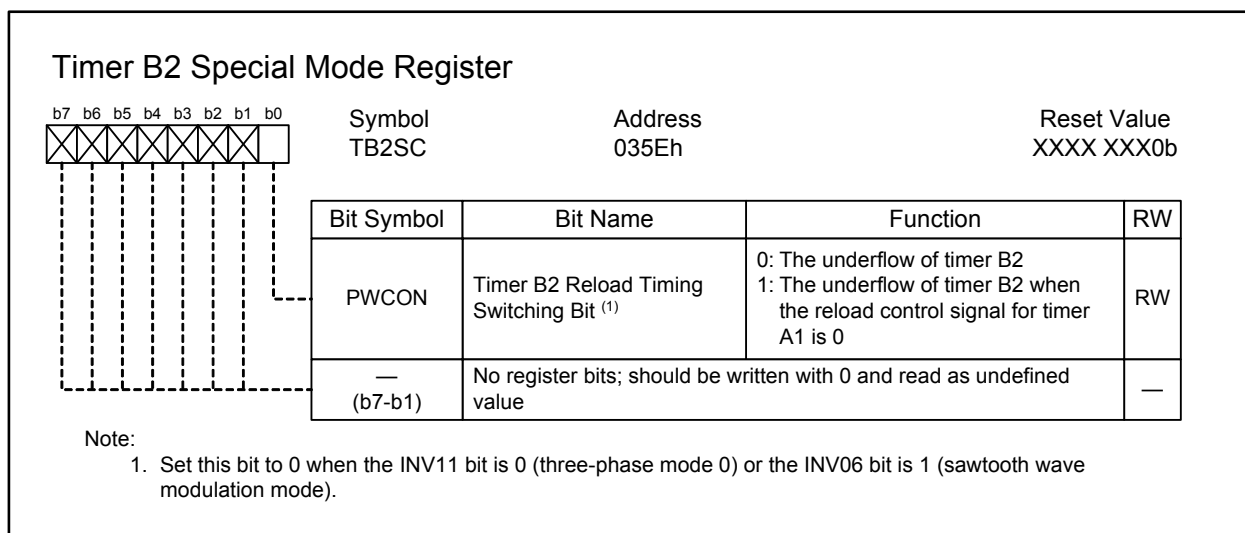 Timer B2 Special Mode Register
b7 b6 b5 b4 b3 b2 b1 b0
Symbol Address Reset Value
TB2SC 035Eh XXXX XXX0b
Bit Symbol Bit Name Function RW
PWCON
Timer B2 Reload Timing
Switching Bit (1)
0: The underflow of timer B2
1: The underflow of timer B2 when
the reload control signal for timer
A1 is 0
RW
—
(b7-b1)
No register bits; should be written with 0 and read as undefined
value
—
Note:
1. Set this bit to 0 when the INV11 bit is 0 (three-phase mode 0) or the INV06 bit is 1 (sawtooth wave
modulation mode).